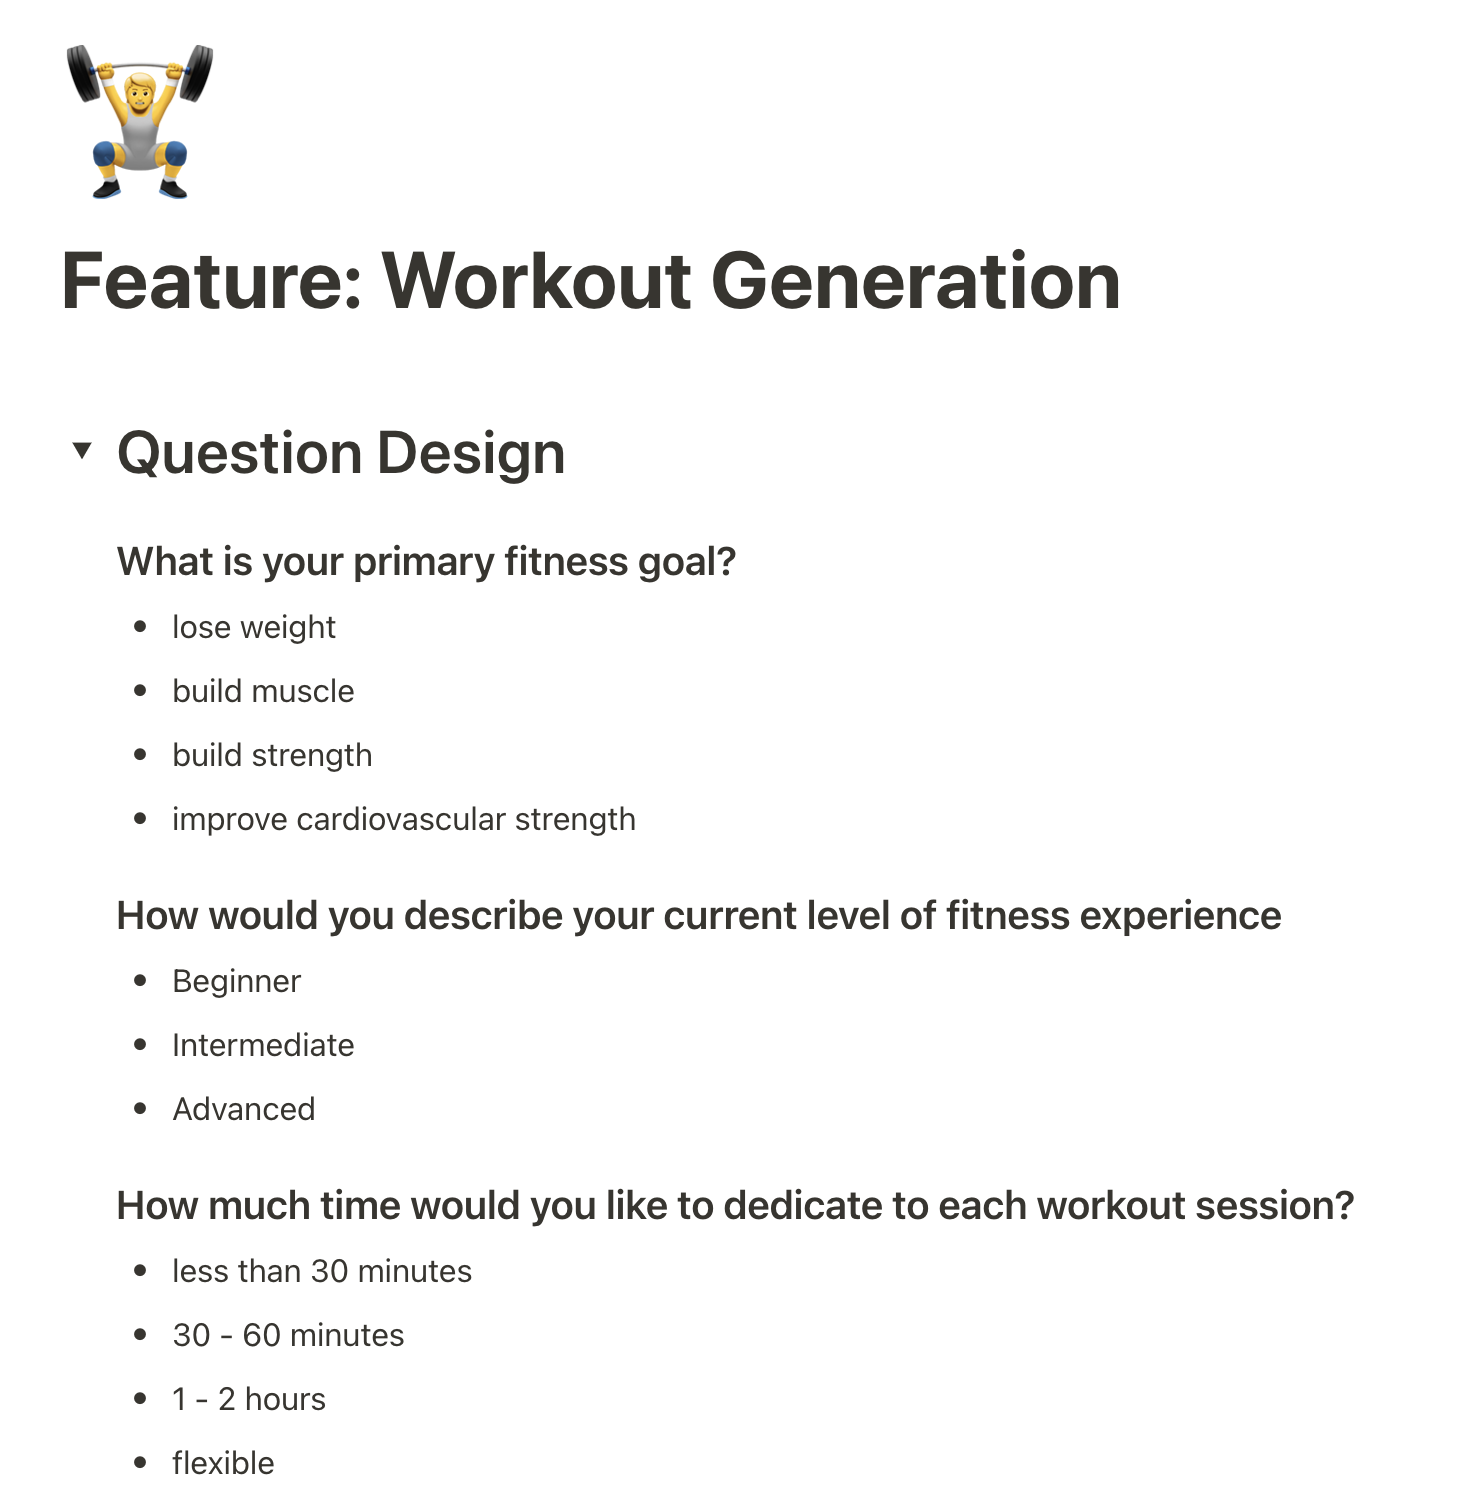 Feature: Workout Generation
Question Design
What is your primary fitness goal?
lose weight
build muscle
build strength
improve cardiovascular strength
How would you describe your current level of fitness experience
Beginner
Intermediate
Advanced
How much time would you like to dedicate to each workout session?
less than 30 minutes
30 - 60 minutes
1 - 2 hours
flexible